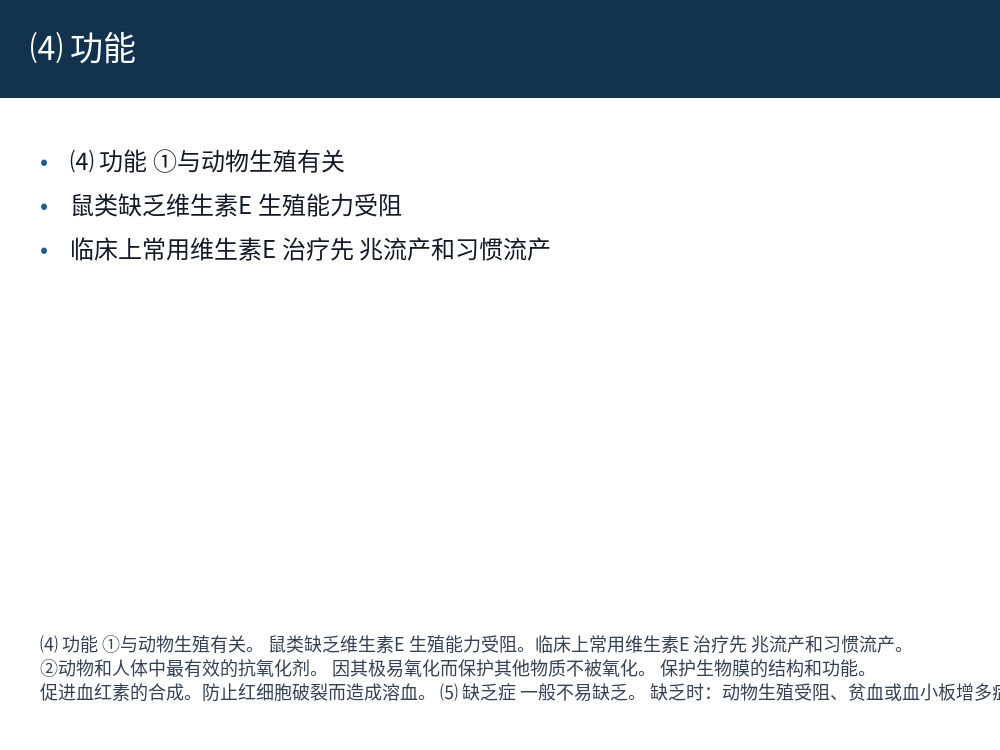 ⑷ 功能
• ⑷ 功能 ①与动物生殖有关
• 鼠类缺乏维生素E 生殖能力受阻
• 临床上常用维生素E 治疗先 兆流产和习惯流产
⑷ 功能 ①与动物生殖有关。 鼠类缺乏维生素E 生殖能力受阻。临床上常用维生素E 治疗先 兆流产和习惯流产。
②动物和人体中最有效的抗氧化剂。 因其极易氧化而保护其他物质不被氧化。 保护生物膜的结构和功能。
促进血红素的合成。防止红细胞破裂而造成溶血。 ⑸ 缺乏症 一般不易缺乏。 缺乏时：动物生殖受阻、贫血或血小板增多